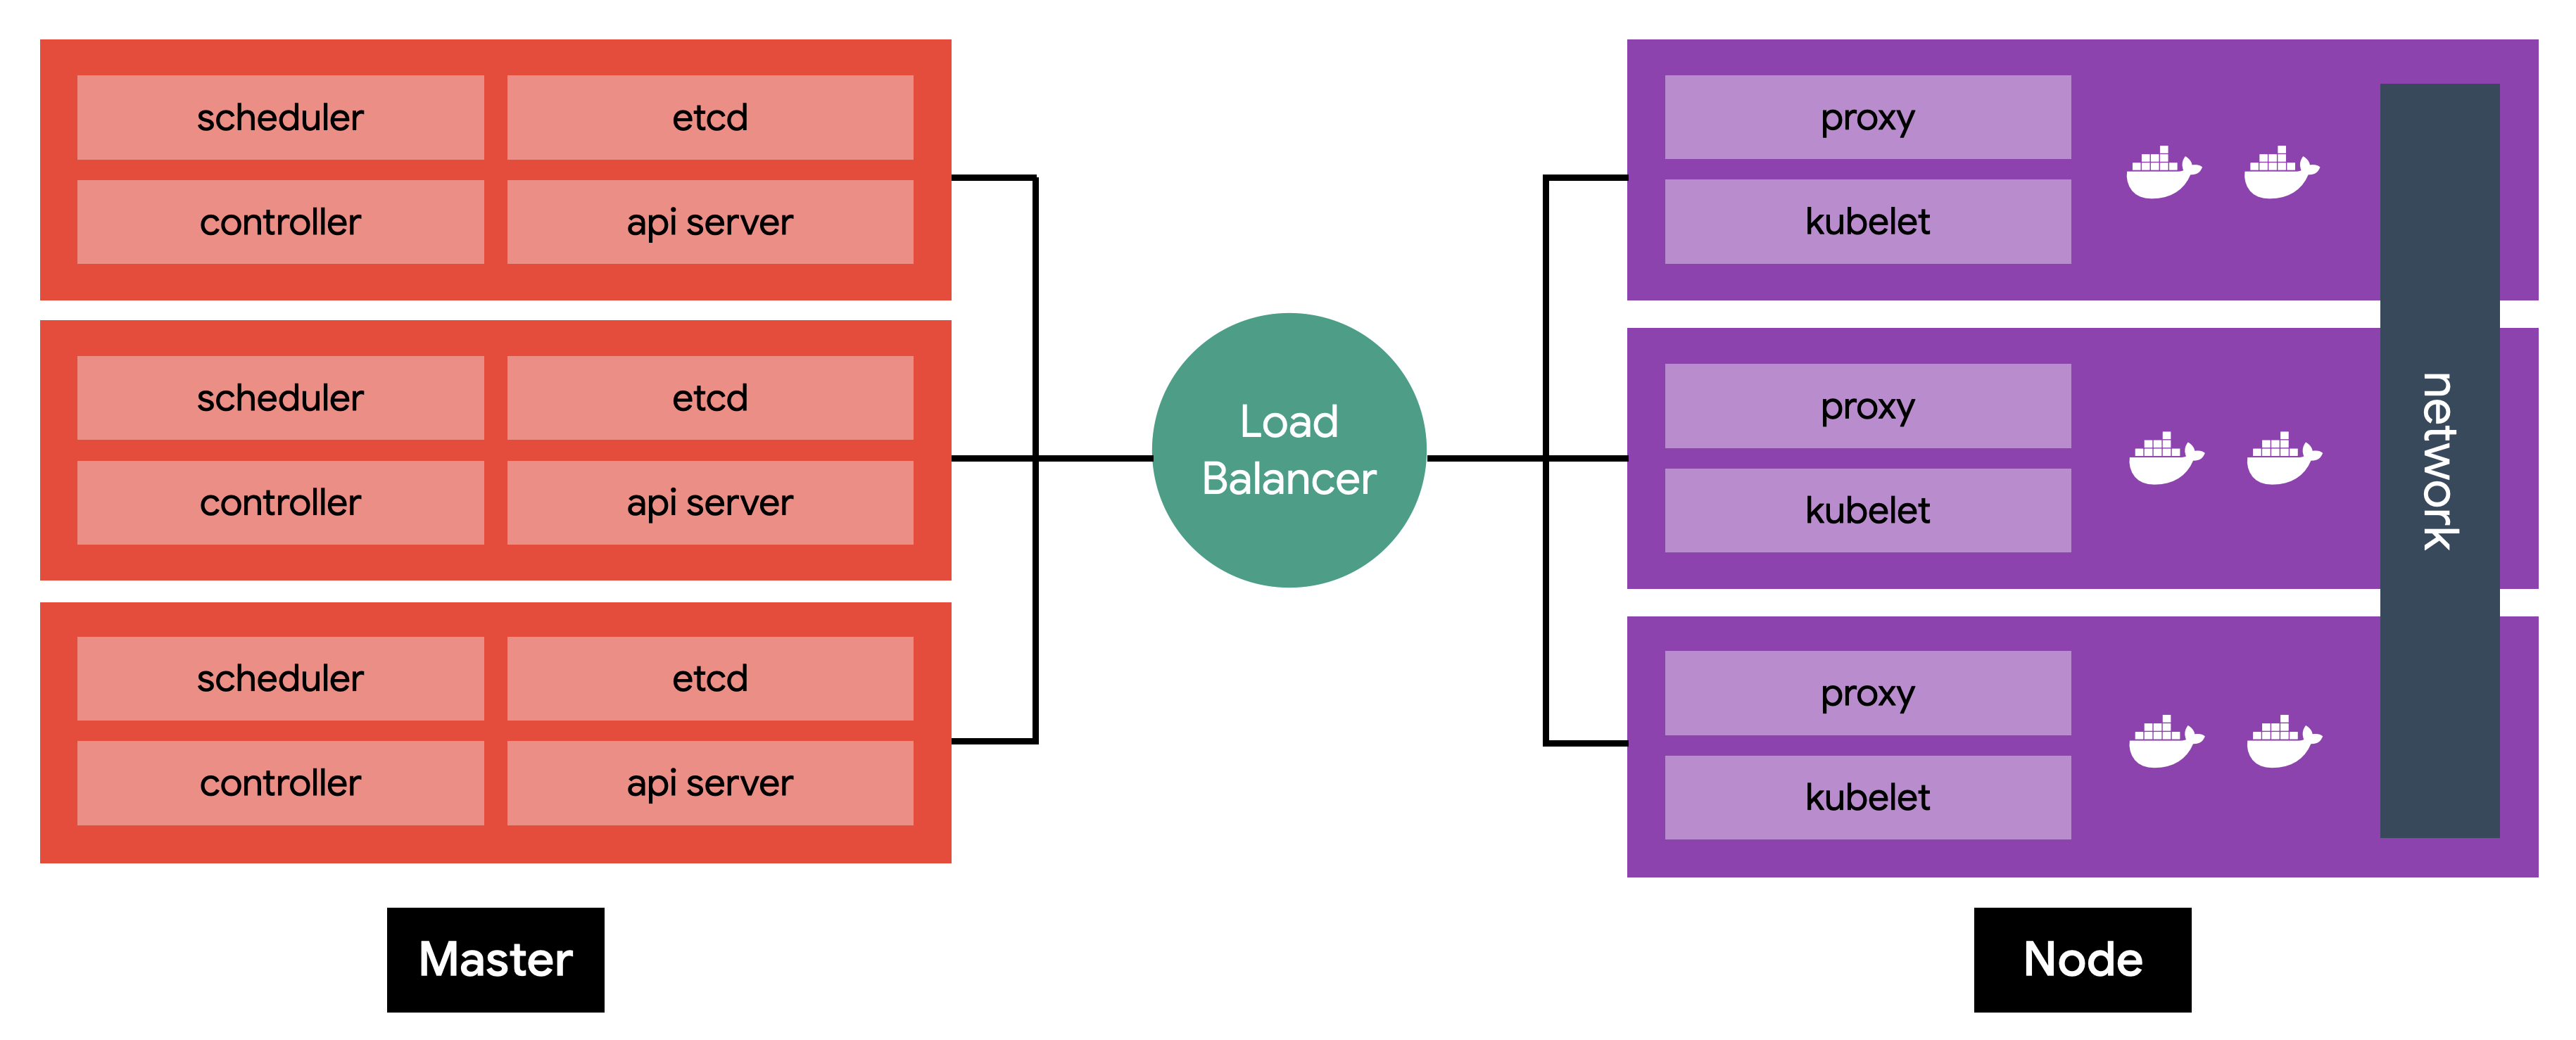 scheduler
etcd
controller
api server
scheduler
etcd
controller
api server
scheduler
etcd
controller
api server
Master
Load
Balancer
proxy
kubelet
proxy
kubelet
proxy
kubelet
network
Node